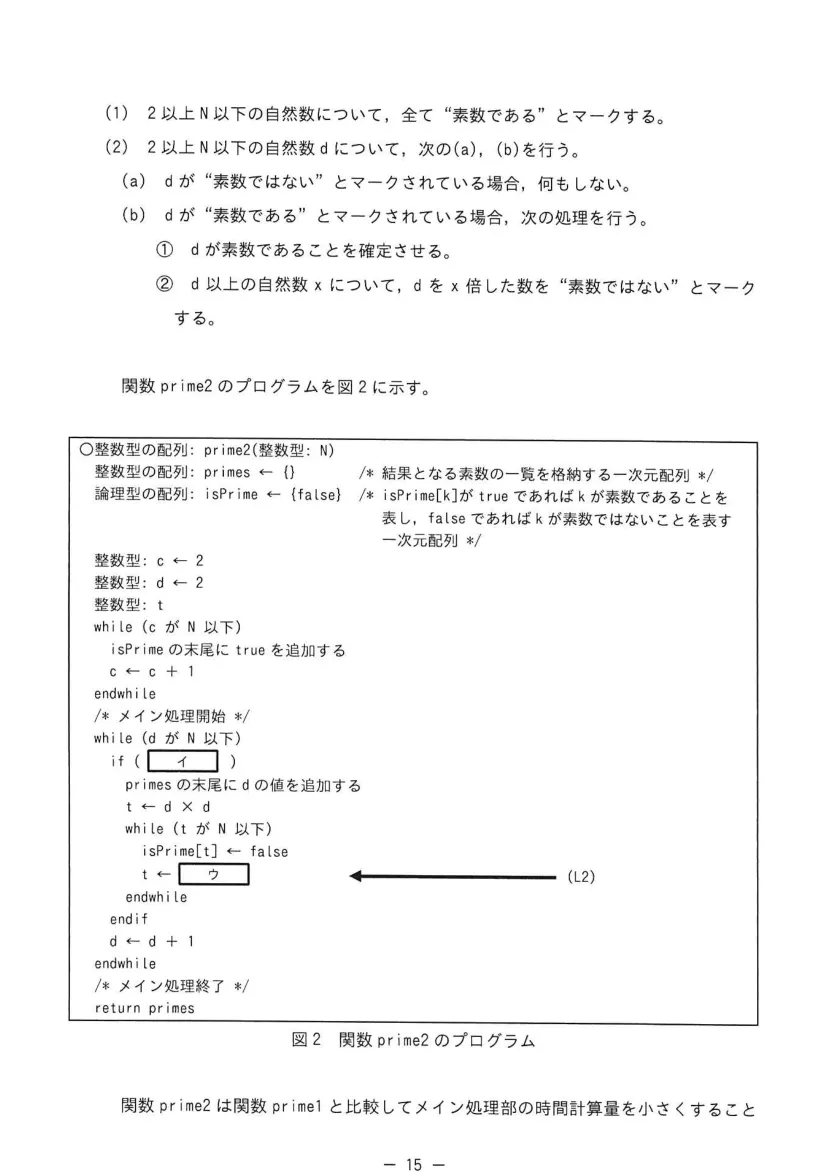 (1) 2以上N以下の自然数について，全て“素数である”とマークする。
(2) 2以上N以下の自然数dについて，次の(a)，(b)を行う。
(a) dが“素数ではない”とマークされている場合，何もしない。
(b) dが“素数である”とマークされている場合，次の処理を行う。
① dが素数であることを確定させる。
② d以上の自然数xについて，dをx倍した数を“素数ではない”とマーク
する。
関数prime2のプログラムを図2に示す。
○整数型の配列: prime2(整数型: N)
整数型の配列: primes ← {} /* 結果となる素数の一覧を格納する一次元配列 */
論理型の配列: isPrime ← {false} /* isPrime[k]がtrueであればkが素数であることを
表し，falseであればkが素数ではないことを表す
一次元配列 */
整数型: c ← 2
整数型: d ← 2
整数型: t
while (c が N 以下)
isPrimeの末尾に true を追加する
c ← c + 1
endwhile
/* メイン処理開始 */
while (d が N 以下)
if ( イ )
primesの末尾にdの値を追加する
t ← d × d
while (t が N 以下)
isPrime[t] ← false
t ← ウ (L2)
endwhile
endif
d ← d + 1
endwhile
/* メイン処理終了 */
return primes
図2 関数prime2のプログラム
関数prime2は関数prime1と比較してメイン処理部の時間計算量を小さくすること
― 15 ―